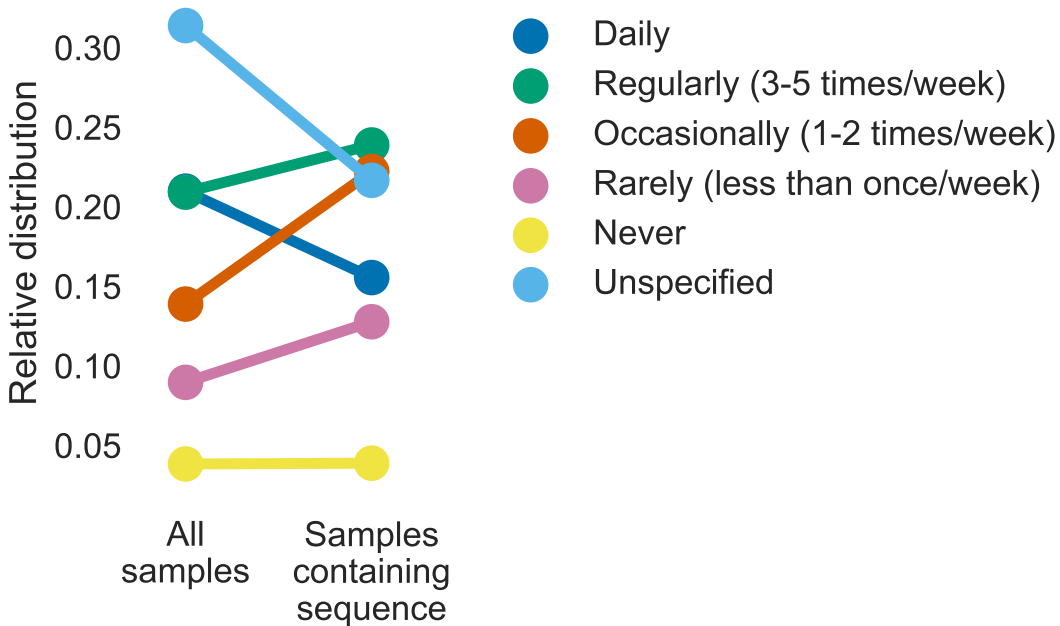 Relative distribution
0.30
0.25
0.20
0.15
0.10
0.05
All
samples
Samples
containing
sequence
Daily
Regularly (3-5 times/week)
Occasionally (1-2 times/week)
Rarely (less than once/week)
Never
Unspecified